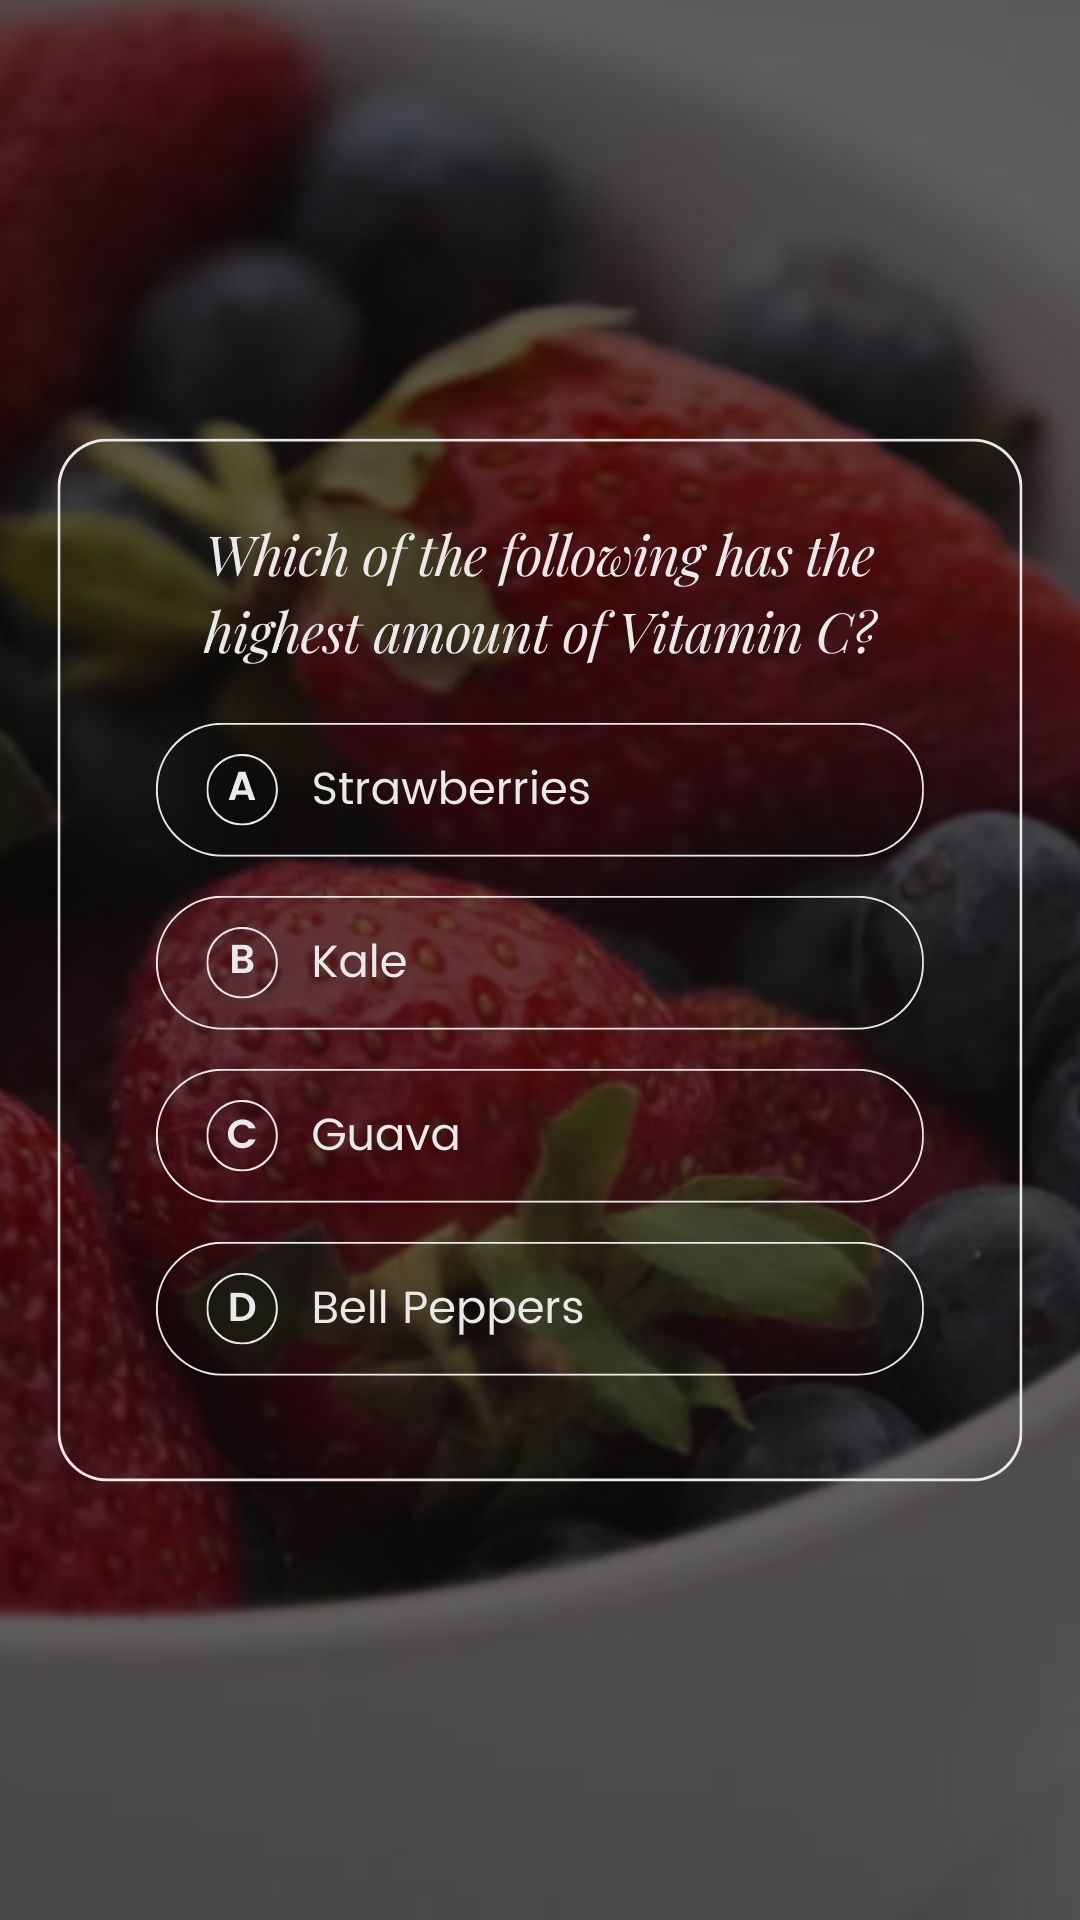 Which of the following has the
highest amount of Vitamin C?
A Strawberries
B Kale
C Guava
D Bell Peppers